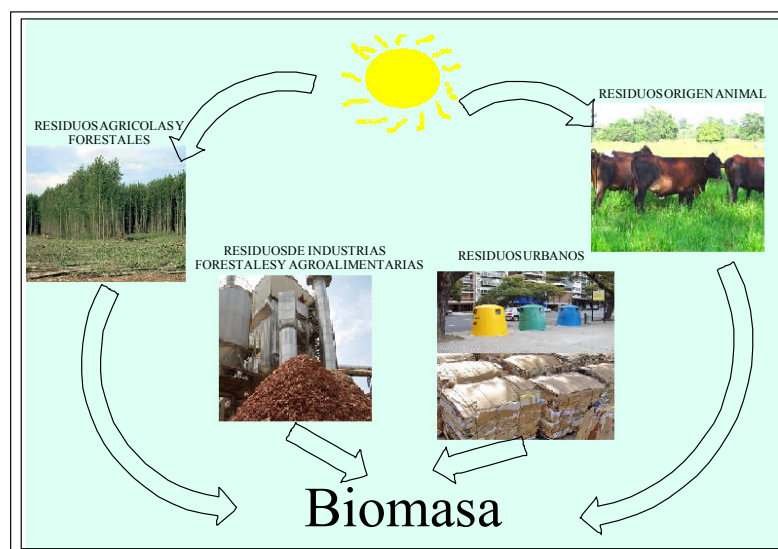 RESIDUOS ORIGEN ANIMAL
RESIDUOS AGRICOLAS Y
FORESTALES
RESIDUOS DE INDUSTRIAS
FORESTALES Y AGROALIMENTARIAS
RESIDUOS URBANOS
Biomasa